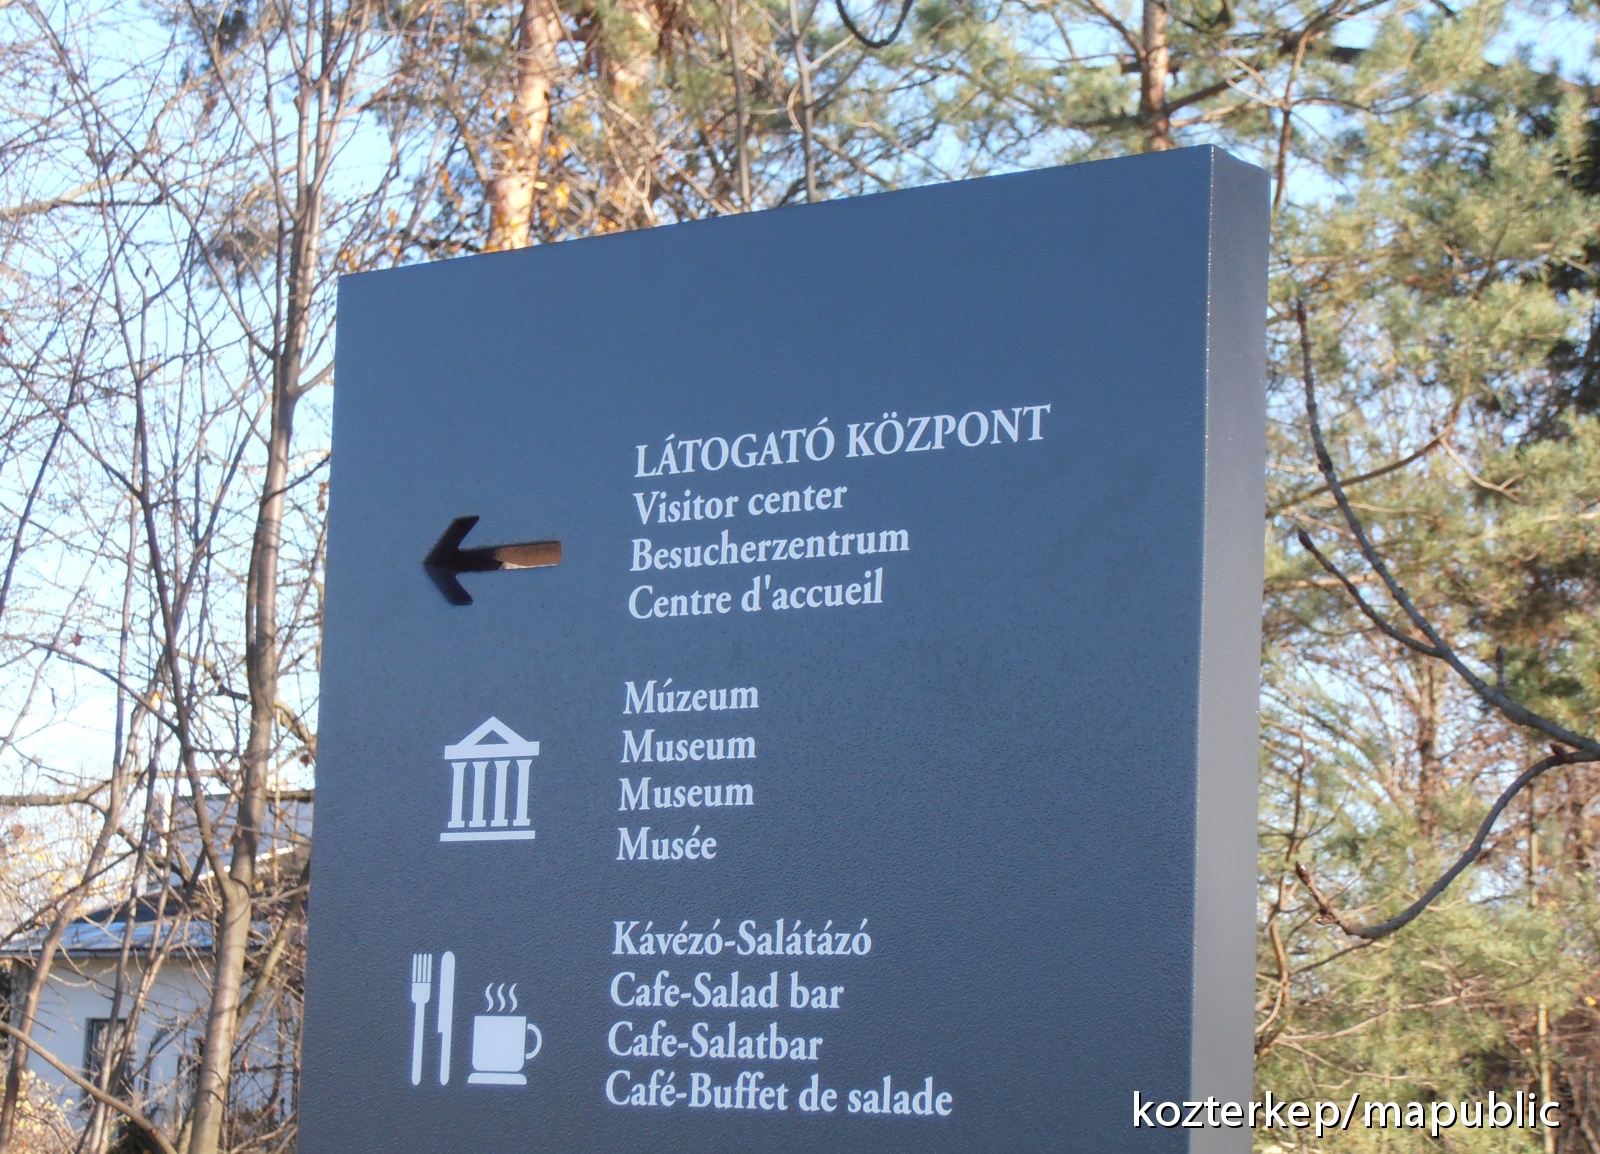 LÁTOGATÓ KÖZPONT
Visitor center
Besucherzentrum
Centre d'accueil
Múzeum
Museum
Museum
Musée
Kávézó-Salátázó
Cafe-Salad bar
Cafe-Salatbar
Café-Buffet de salade
kozterkep/mapublic